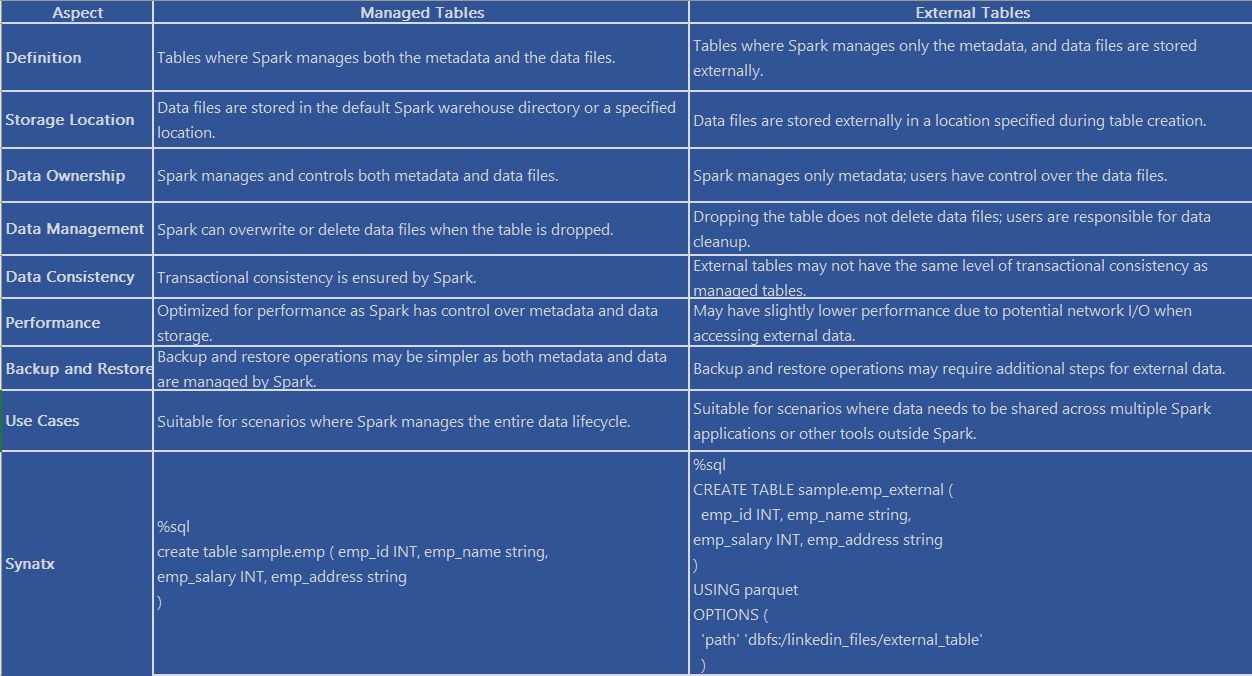 Aspect Managed Tables External Tables
Definition
Tables where Spark manages both the metadata and the data files.
Tables where Spark manages only the metadata, and data files are stored
externally.
Storage Location
Data files are stored in the default Spark warehouse directory or a specified
location.
Data files are stored externally in a location specified during table creation.
Data Ownership
Spark manages and controls both metadata and data files.
Spark manages only metadata; users have control over the data files.
Data Management
Spark can overwrite or delete data files when the table is dropped.
Dropping the table does not delete data files; users are responsible for data
cleanup.
Data Consistency
Transactional consistency is ensured by Spark.
External tables may not have the same level of transactional consistency as
managed tables.
Performance
Optimized for performance as Spark has control over metadata and data
storage.
May have slightly lower performance due to potential network I/O when
accessing external data.
Backup and Restore
Backup and restore operations may be simpler as both metadata and data
are managed by Spark.
Backup and restore operations may require additional steps for external data.
Use Cases
Suitable for scenarios where Spark manages the entire data lifecycle.
Suitable for scenarios where data needs to be shared across multiple Spark
applications or other tools outside Spark.
Synatx
%sql
create table sample.emp ( emp_id INT, emp_name string,
emp_salary INT, emp_address string
)
%sql
CREATE TABLE sample.emp_external (
emp_id INT, emp_name string,
emp_salary INT, emp_address string
)
USING parquet
OPTIONS (
'path' 'dbfs:/linkedin_files/external_table'
)